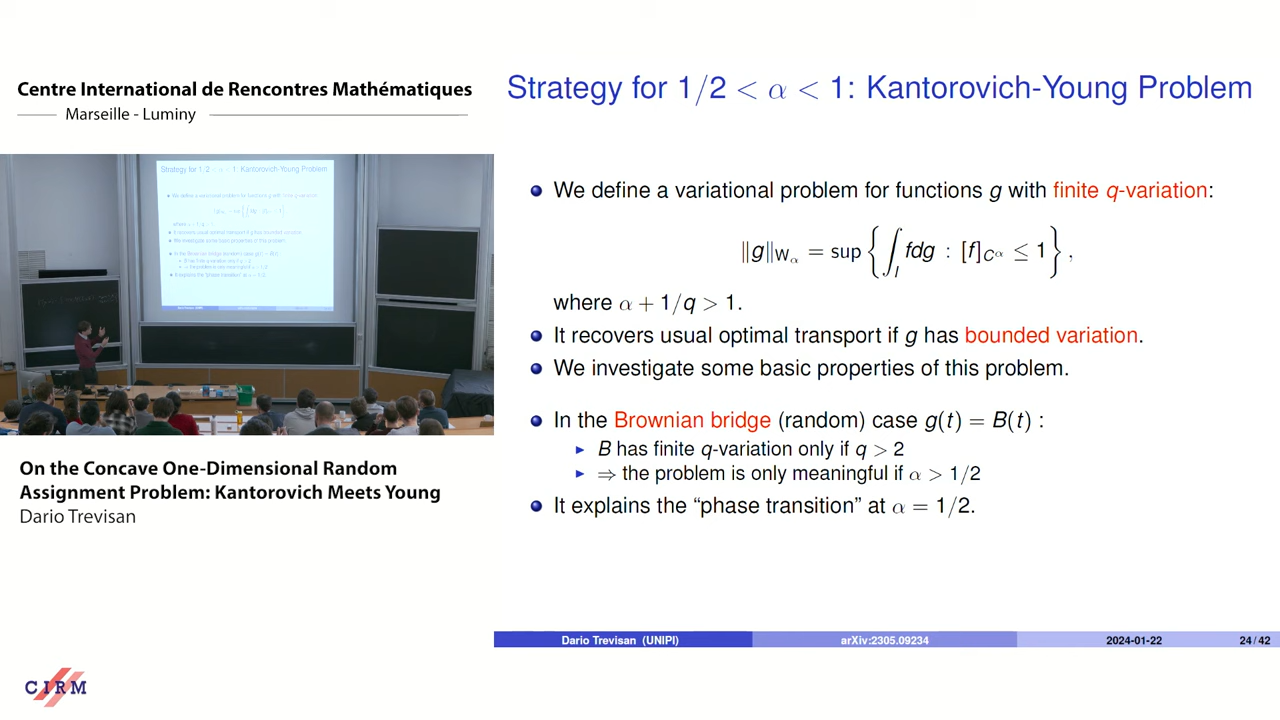 Centre International de Rencontres Mathématiques
Marseille - Luminy
Strategy for 1/2 < α < 1: Kantorovich-Young Problem
We define a variational problem for functions g with finite q-variation:
‖g‖_{W_α} = sup { ∫_I fdg : [f]_{C^α} ≤ 1 } ,
where α + 1/q > 1.
It recovers usual optimal transport if g has bounded variation.
We investigate some basic properties of this problem.
In the Brownian bridge (random) case g(t) = B(t) :
B has finite q-variation only if q > 2
⇒ the problem is only meaningful if α > 1/2
It explains the “phase transition” at α = 1/2.
On the Concave One-Dimensional Random
Assignment Problem: Kantorovich Meets Young
Dario Trevisan
Dario Trevisan (UNIPI) arXiv:2305.09234 2024-01-22 24 / 42
CIRM